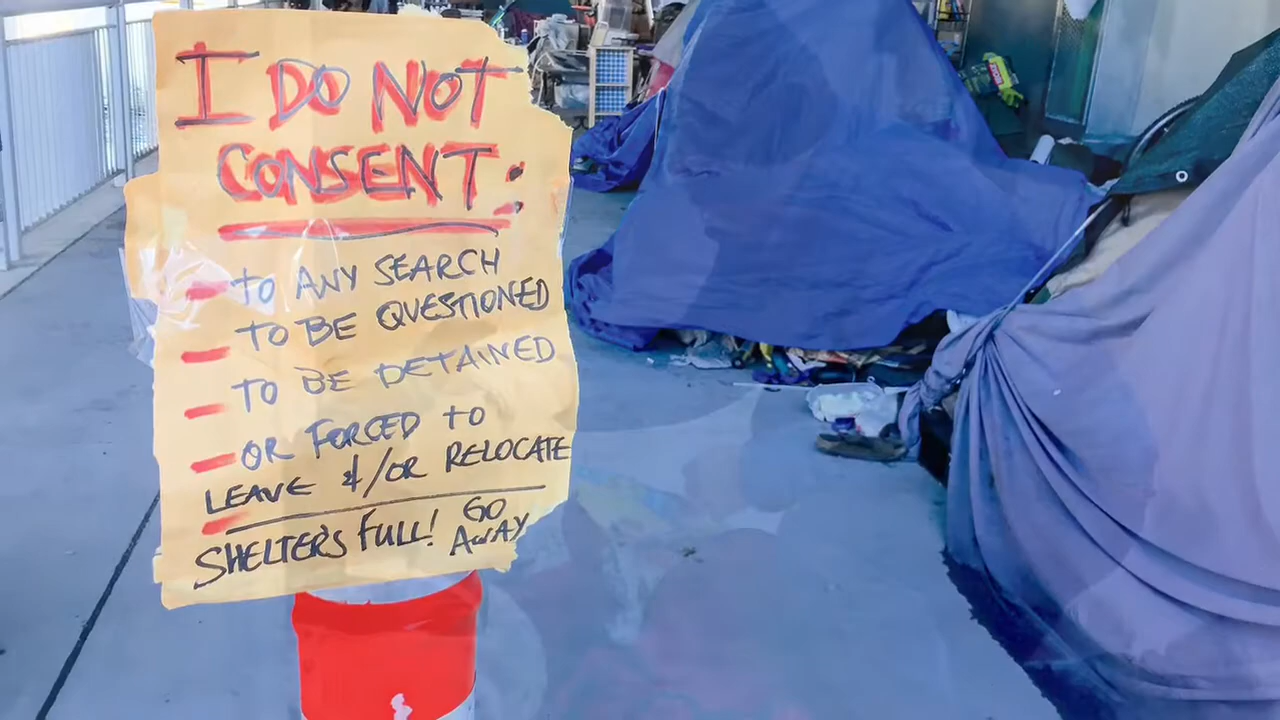 I DO NOT
CONSENT:
- to ANY SEARCH
- TO BE QUESTIONED
- TO BE DETAINED
- OR FORCED to
LEAVE &/OR RELOCATE
- SHELTERS FULL! GO
AWAY